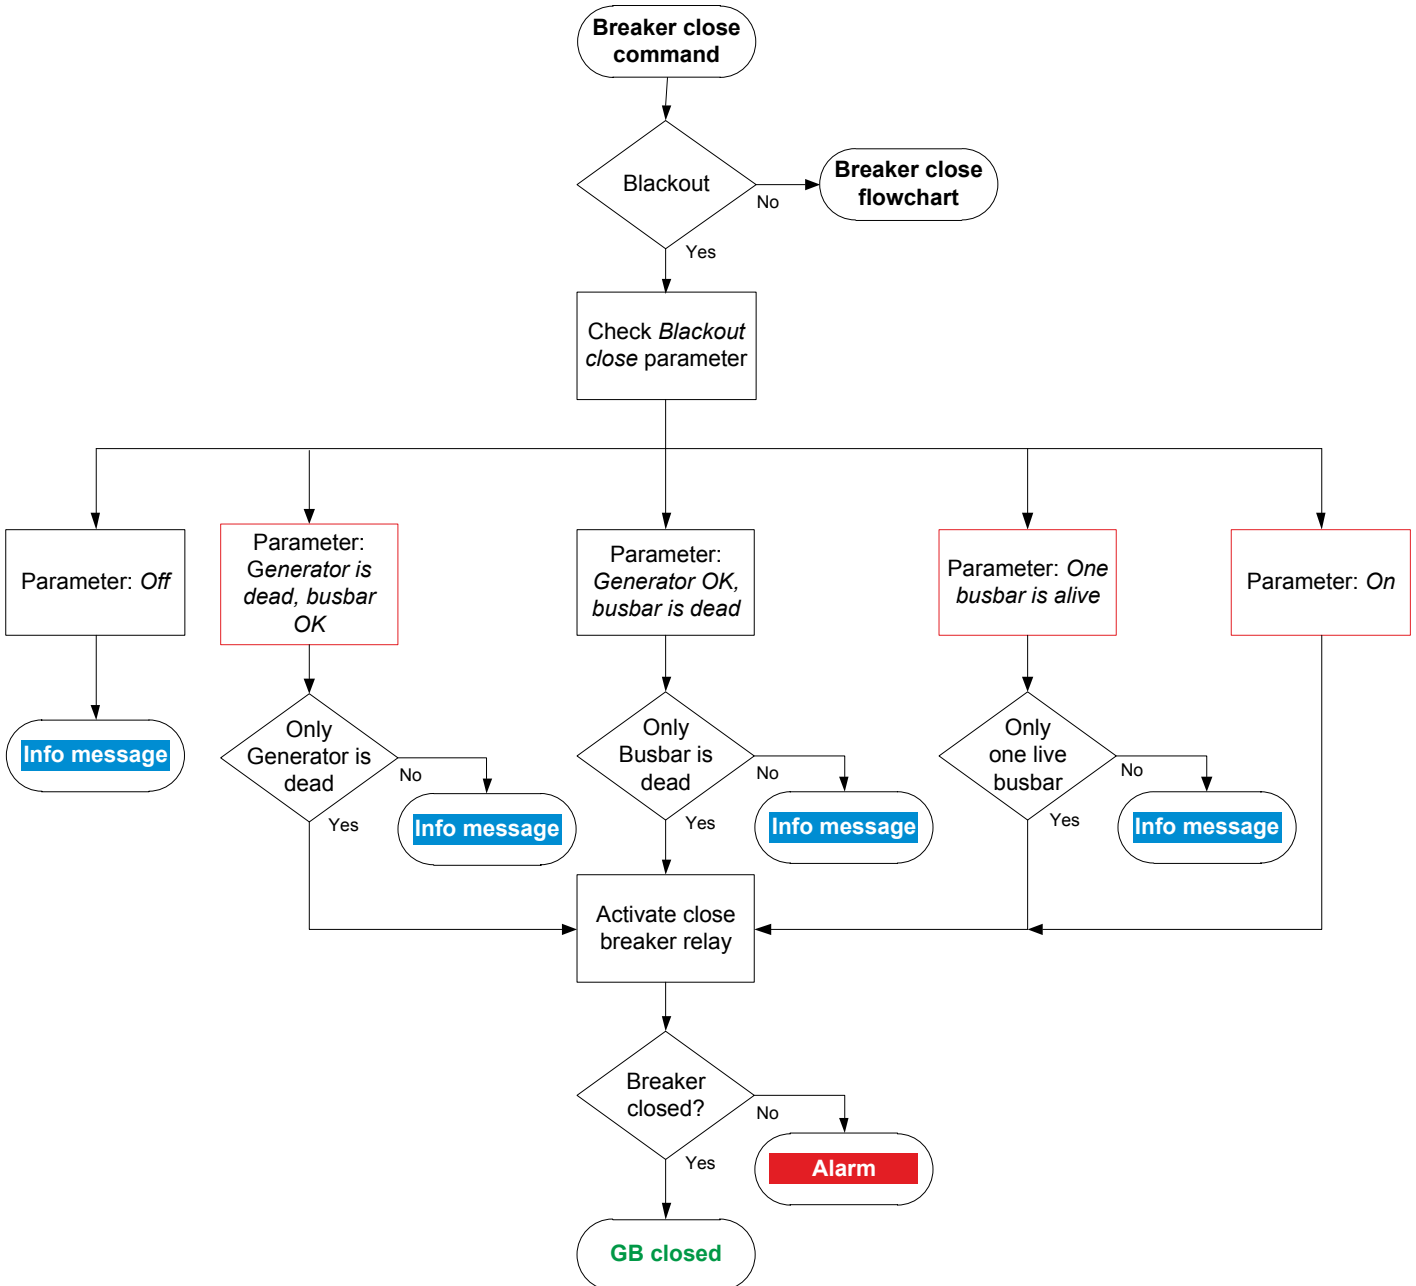 Breaker close
command
Blackout
No
Breaker close
flowchart
Yes
Check Blackout
close parameter
Parameter: Off
Parameter:
Generator is
dead, busbar
OK
Parameter:
Generator OK,
busbar is dead
Parameter: One
busbar is alive
Parameter: On
Info message
Only
Generator is
dead
No
Yes
Info message
Only
Busbar is
dead
No
Yes
Info message
Only
one live
busbar
No
Yes
Info message
Activate close
breaker relay
Breaker
closed?
No
Yes
Alarm
GB closed